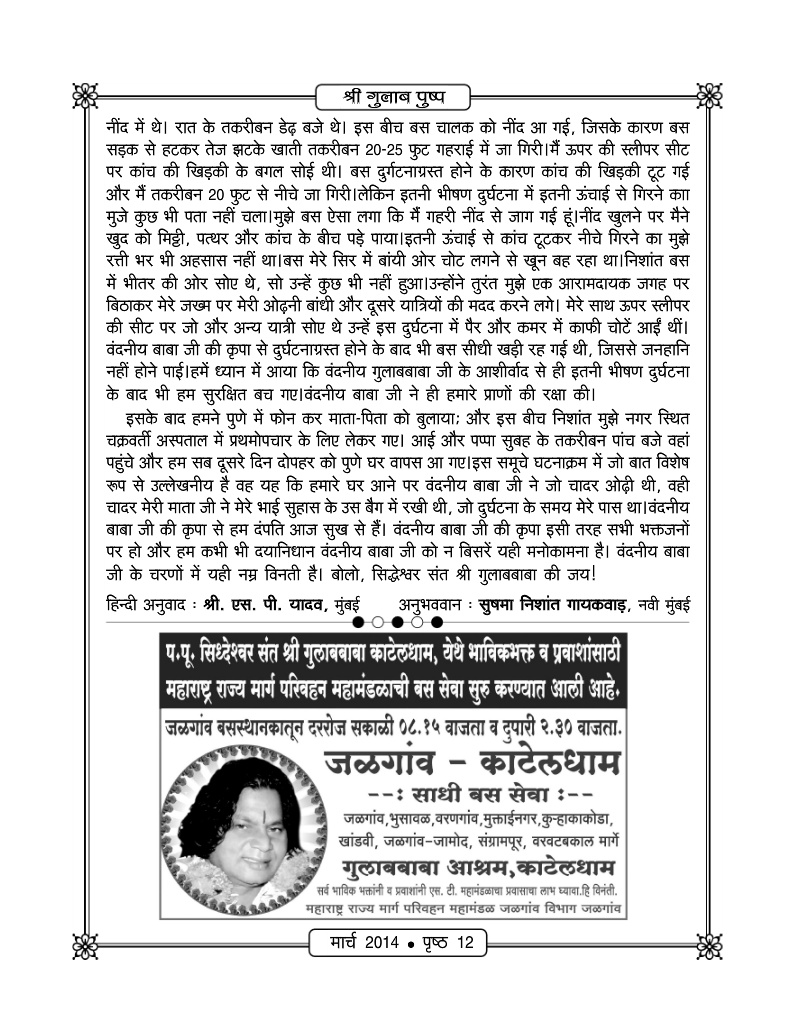 श्री गुलाब पुष्प
नींद में थे। रात के तकरीबन डेढ़ बजे थे। इस बीच बस चालक को नींद आ गई, जिसके कारण बस
सड़क से हटकर तेज झटके खाती तकरीबन 20-25 फुट गहराई में जा गिरी।मैं ऊपर की स्लीपर सीट
पर कांच की खिड़की के बगल सोई थी। बस दुर्गटनाग्रस्त होने के कारण कांच की खिड़की टूट गई
और मैं तकरीबन 20 फुट से नीचे जा गिरी।लेकिन इतनी भीषण दुर्घटना में इतनी ऊंचाई से गिरने काा
मुजे कुछ भी पता नहीं चला।मुझे बस ऐसा लगा कि मैं गहरी नींद से जाग गई हूं।नींद खुलने पर मैने
खुद को मिट्टी, पत्थर और कांच के बीच पड़े पाया।इतनी ऊंचाई से कांच टूटकर नीचे गिरने का मुझे
रत्ती भर भी अहसास नहीं था।बस मेरे सिर में बांयी ओर चोट लगने से खून बह रहा था।निशांत बस
में भीतर की ओर सोए थे, सो उन्हें कुछ भी नहीं हुआ।उन्होंने तुरंत मुझे एक आरामदायक जगह पर
बिठाकर मेरे जख्म पर मेरी ओढ़नी बांधी और दूसरे यात्रियों की मदद करने लगे। मेरे साथ ऊपर स्लीपर
की सीट पर जो और अन्य यात्री सोए थे उन्हें इस दुर्घटना में पैर और कमर में काफी चोटें आईं थीं।
वंदनीय बाबा जी की कृपा से दुर्घटनाग्रस्त होने के बाद भी बस सीधी खड़ी रह गई थी, जिससे जनहानि
नहीं होने पाई।हमें ध्यान में आया कि वंदनीय गुलाबबाबा जी के आशीर्वाद से ही इतनी भीषण दुर्घटना
के बाद भी हम सुरक्षित बच गए।वंदनीय बाबा जी ने ही हमारे प्राणों की रक्षा की।
इसके बाद हमने पुणे में फोन कर माता-पिता को बुलाया; और इस बीच निशांत मुझे नगर स्थित
चक्रवर्ती अस्पताल में प्रथमोपचार के लिए लेकर गए। आई और पप्पा सुबह के तकरीबन पांच बजे वहां
पहुंचे और हम सब दूसरे दिन दोपहर को पुणे घर वापस आ गए।इस समूचे घटनाक्रम में जो बात विशेष
रूप से उल्लेखनीय है वह यह कि हमारे घर आने पर वंदनीय बाबा जी ने जो चादर ओढ़ी थी, वही
चादर मेरी माता जी ने मेरे भाई सुहास के उस बैग में रखी थी, जो दुर्घटना के समय मेरे पास था।वंदनीय
बाबा जी की कृपा से हम दंपति आज सुख से हैं। वंदनीय बाबा जी की कृपा इसी तरह सभी भक्तजनों
पर हो और हम कभी भी दयानिधान वंदनीय बाबा जी को न बिसरें यही मनोकामना है। वंदनीय बाबा
जी के चरणों में यही नम्र विनती है। बोलो, सिद्धेश्वर संत श्री गुलाबबाबा की जय!
हिन्दी अनुवाद : श्री. एस. पी. यादव, मुंबई अनुभववान : सुषमा निशांत गायकवाड़, नवी मुंबई
प.पू. सिध्देश्वर संत श्री गुलाबबाबा काटेलधाम, येथे भाविकभक्त व प्रवाशांसाठी
महाराष्ट्र राज्य मार्ग परिवहन महामंडळाची बस सेवा सुरु करण्यात आली आहे.
जळगांव बसस्थानकातून दररोज सकाळी ०८.१५ वाजता व दुपारी २.३० वाजता.
जळगांव - काटेलधाम
--: साधी बस सेवा :--
जळगांव,भुसावळ,वरणगांव,मुक्ताईनगर,कुऱ्हाकाकोडा,
खांडवी, जळगांव-जामोद, संग्रामपूर, वरवटबकाल मार्गे
गुलाबबाबा आश्रम,काटेलधाम
सर्व भाविक भक्तांनी व प्रवाशांनी एस. टी. महामंडळाचा प्रवासाचा लाभ घ्यावा.हि विनंती.
महाराष्ट्र राज्य मार्ग परिवहन महामंडळ जळगांव विभाग जळगांव
मार्च 2014 ● पृष्ठ 12